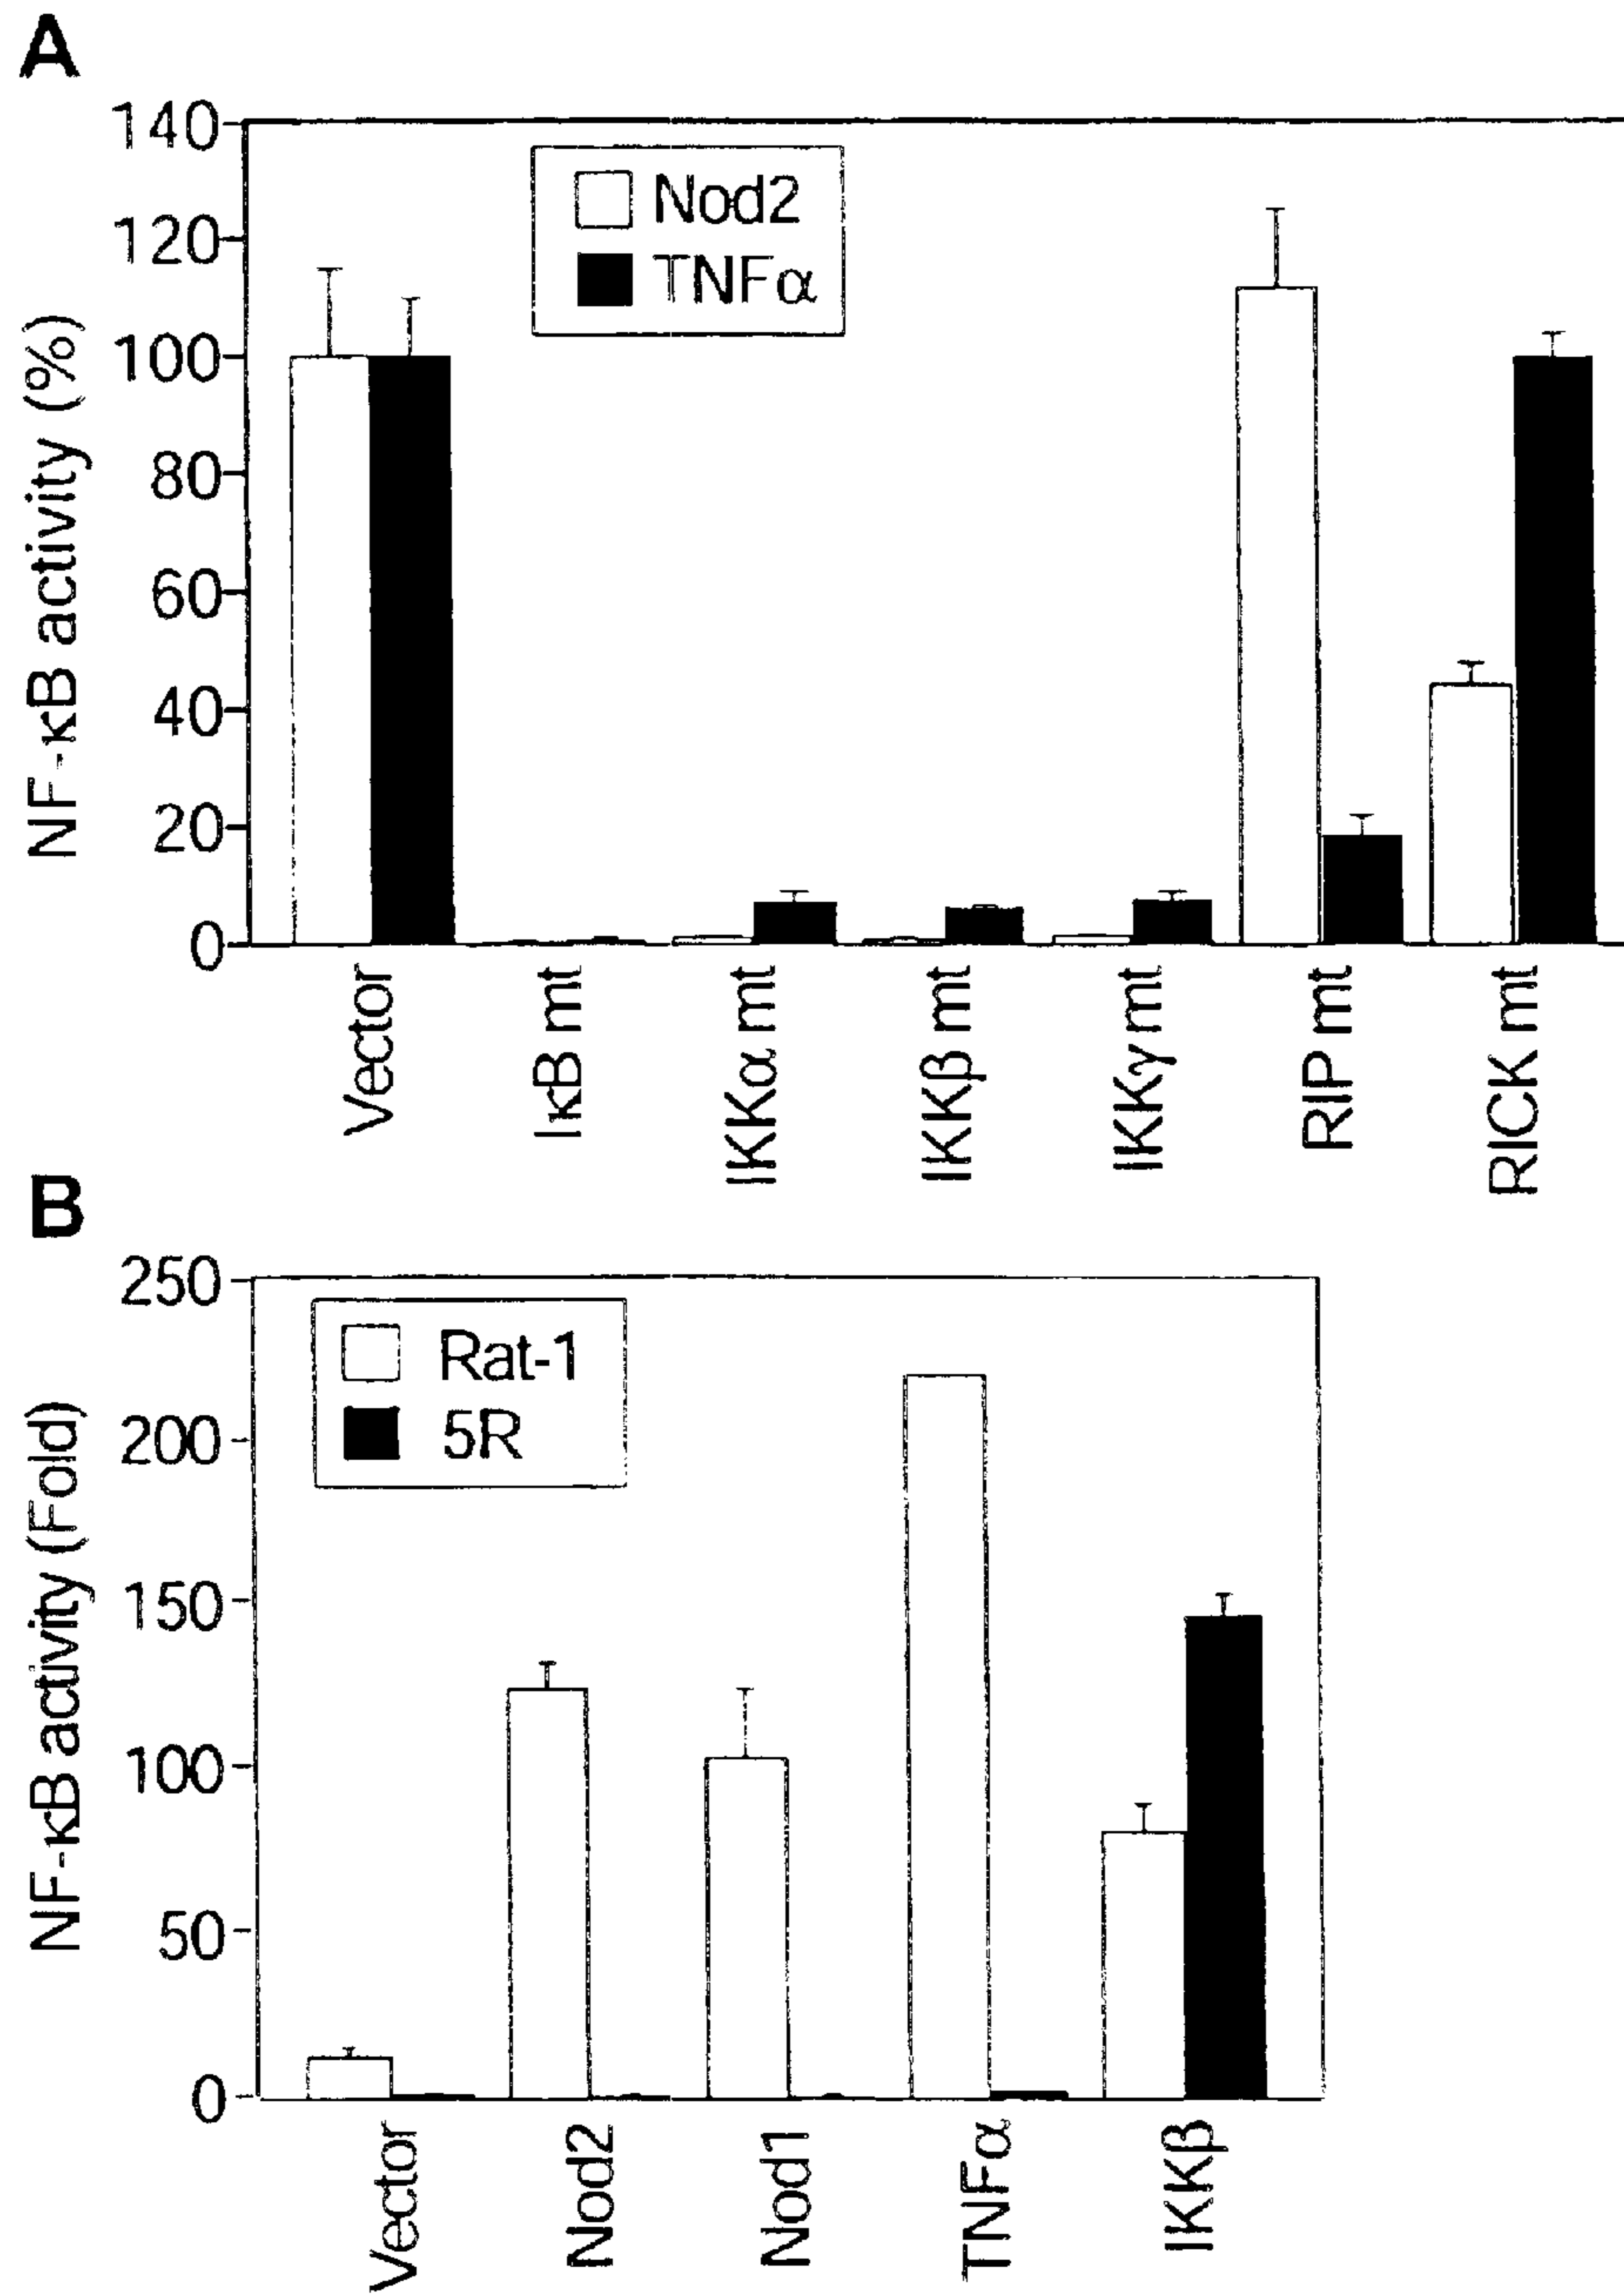 A
140
120
100
80
60
40
20
0
NF-κB activity (%)
Nod2
TNFα
Vector
IκB mt
IKKα mt
IKKβ mt
IKKγ mt
RIP mt
RICK mt
B
250
200
150
100
50
0
NF-κB activity (Fold)
Rat-1
5R
Vector
Nod2
Nod1
TNFα
IKKβ